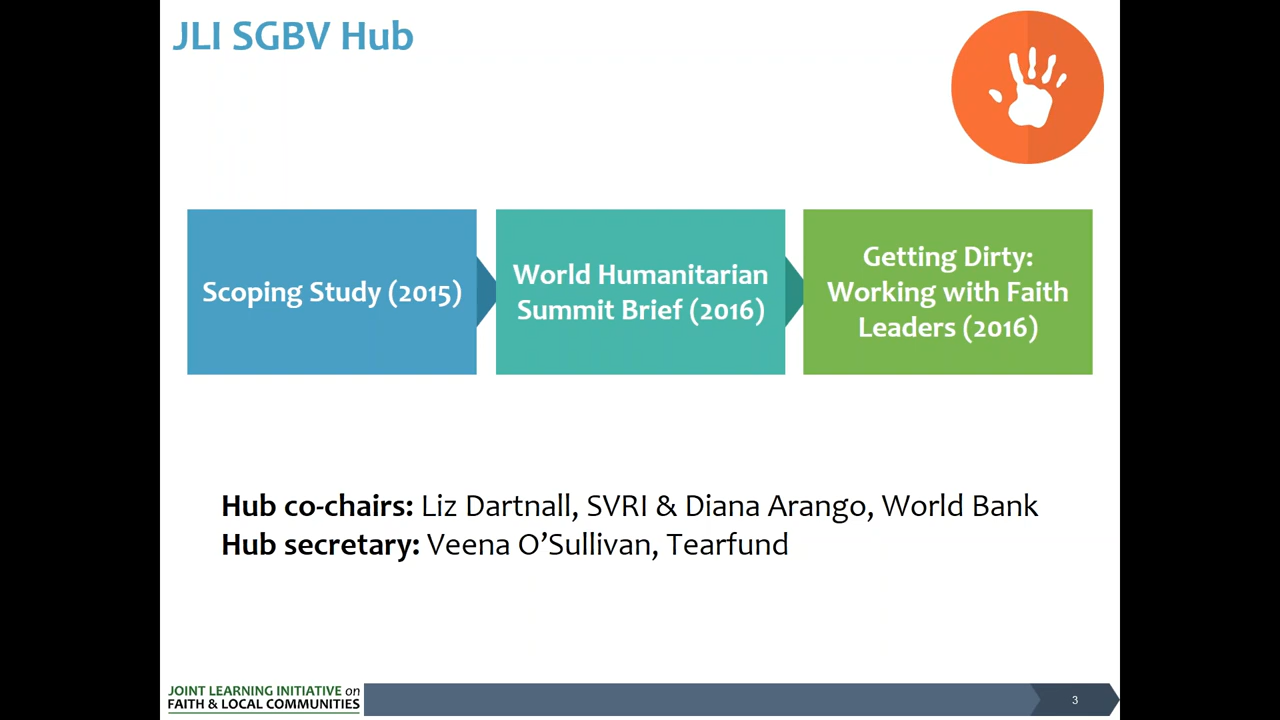 JLI SGBV Hub
Scoping Study (2015)
World Humanitarian
Summit Brief (2016)
Getting Dirty:
Working with Faith
Leaders (2016)
Hub co-chairs: Liz Dartnall, SVRI & Diana Arango, World Bank
Hub secretary: Veena O’Sullivan, Tearfund
JOINT LEARNING INITIATIVE on
FAITH & LOCAL COMMUNITIES
3